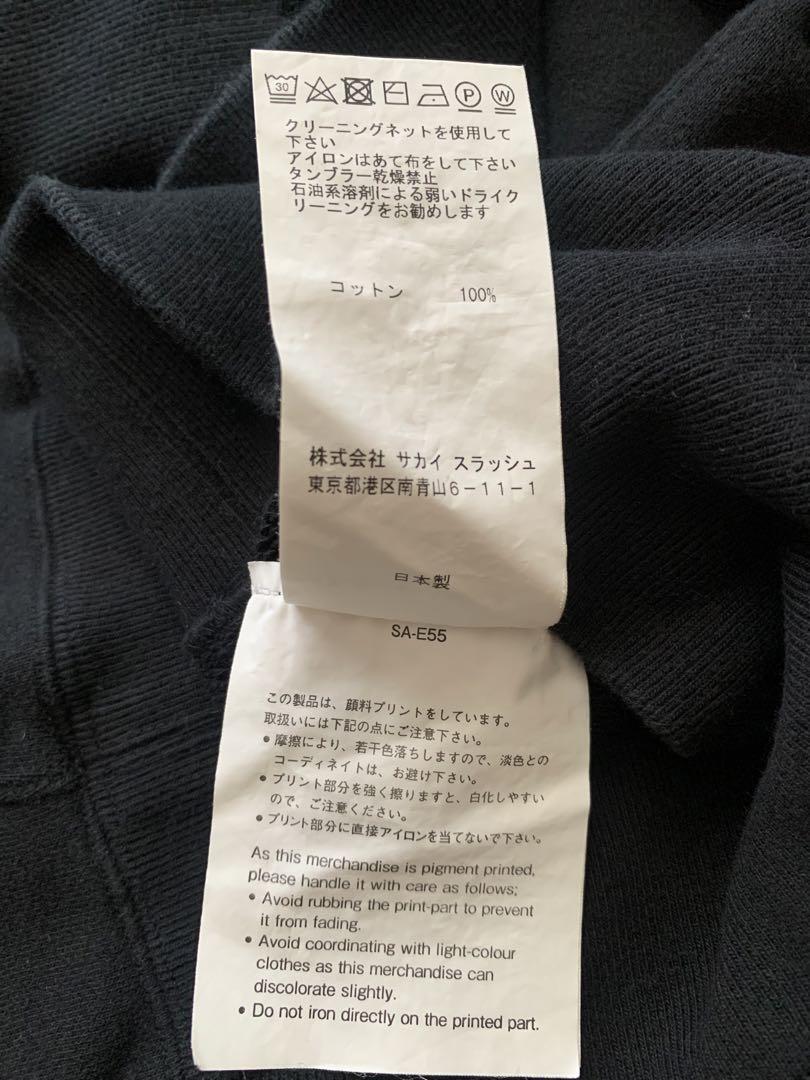 30
P
W
クリーニングネットを使用して
下さい
アイロンはあて布をして下さい
タンブラー乾燥禁止
石油系溶剤による弱いドライク
リーニングをお勧めします
コットン 100%
株式会社 サカイ スラッシュ
東京都港区南青山6-11-1
日本製
SA-E55
この製品は、顔料プリントをしています。
取扱いには下記の点にご注意下さい。
• 摩擦により、若干色落ちしますので、淡色との
コーディネイトは、お避け下さい。
• プリント部分を強く擦りますと、白化しやすい
ので、ご注意ください。
• プリント部分に直接アイロンを当てないで下さい。
As this merchandise is pigment printed,
please handle it with care as follows;
• Avoid rubbing the print-part to prevent
it from fading.
• Avoid coordinating with light-colour
clothes as this merchandise can
discolorate slightly.
• Do not iron directly on the printed part.